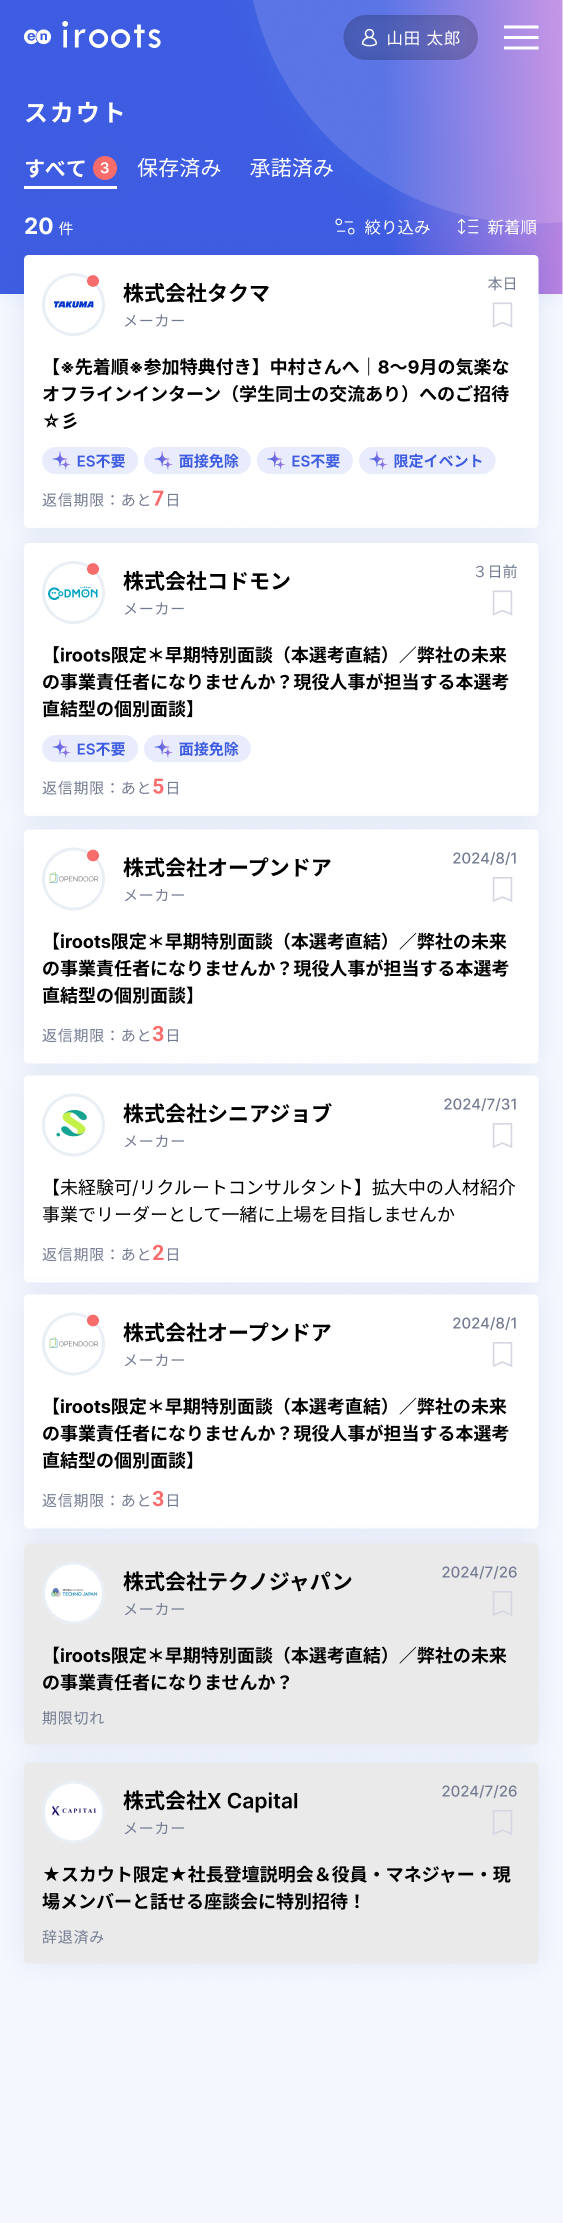 en iroots
山田 太郎
スカウト
すべて 3 保存済み 承諾済み
20 件 絞り込み 新着順
TAKUMA
株式会社タクマ
本日
メーカー
【※先着順※参加特典付き】中村さんへ｜8〜9月の気楽な
オフラインインターン（学生同士の交流あり）へのご招待
☆彡
ES不要 面接免除 ES不要 限定イベント
返信期限：あと7日
CODMON
株式会社コドモン
３日前
メーカー
【iroots限定＊早期特別面談（本選考直結）／弊社の未来
の事業責任者になりませんか？現役人事が担当する本選考
直結型の個別面談】
ES不要 面接免除
返信期限：あと5日
OPENDOOR
株式会社オープンドア
2024/8/1
メーカー
【iroots限定＊早期特別面談（本選考直結）／弊社の未来
の事業責任者になりませんか？現役人事が担当する本選考
直結型の個別面談】
返信期限：あと3日
株式会社シニアジョブ
2024/7/31
メーカー
【未経験可/リクルートコンサルタント】拡大中の人材紹介
事業でリーダーとして一緒に上場を目指しませんか
返信期限：あと2日
OPENDOOR
株式会社オープンドア
2024/8/1
メーカー
【iroots限定＊早期特別面談（本選考直結）／弊社の未来
の事業責任者になりませんか？現役人事が担当する本選考
直結型の個別面談】
返信期限：あと3日
TECHNO JAPAN
株式会社テクノジャパン
2024/7/26
メーカー
【iroots限定＊早期特別面談（本選考直結）／弊社の未来
の事業責任者になりませんか？
期限切れ
X CAPITAL
株式会社X Capital
2024/7/26
メーカー
★スカウト限定★社長登壇説明会＆役員・マネジャー・現
場メンバーと話せる座談会に特別招待！
辞退済み